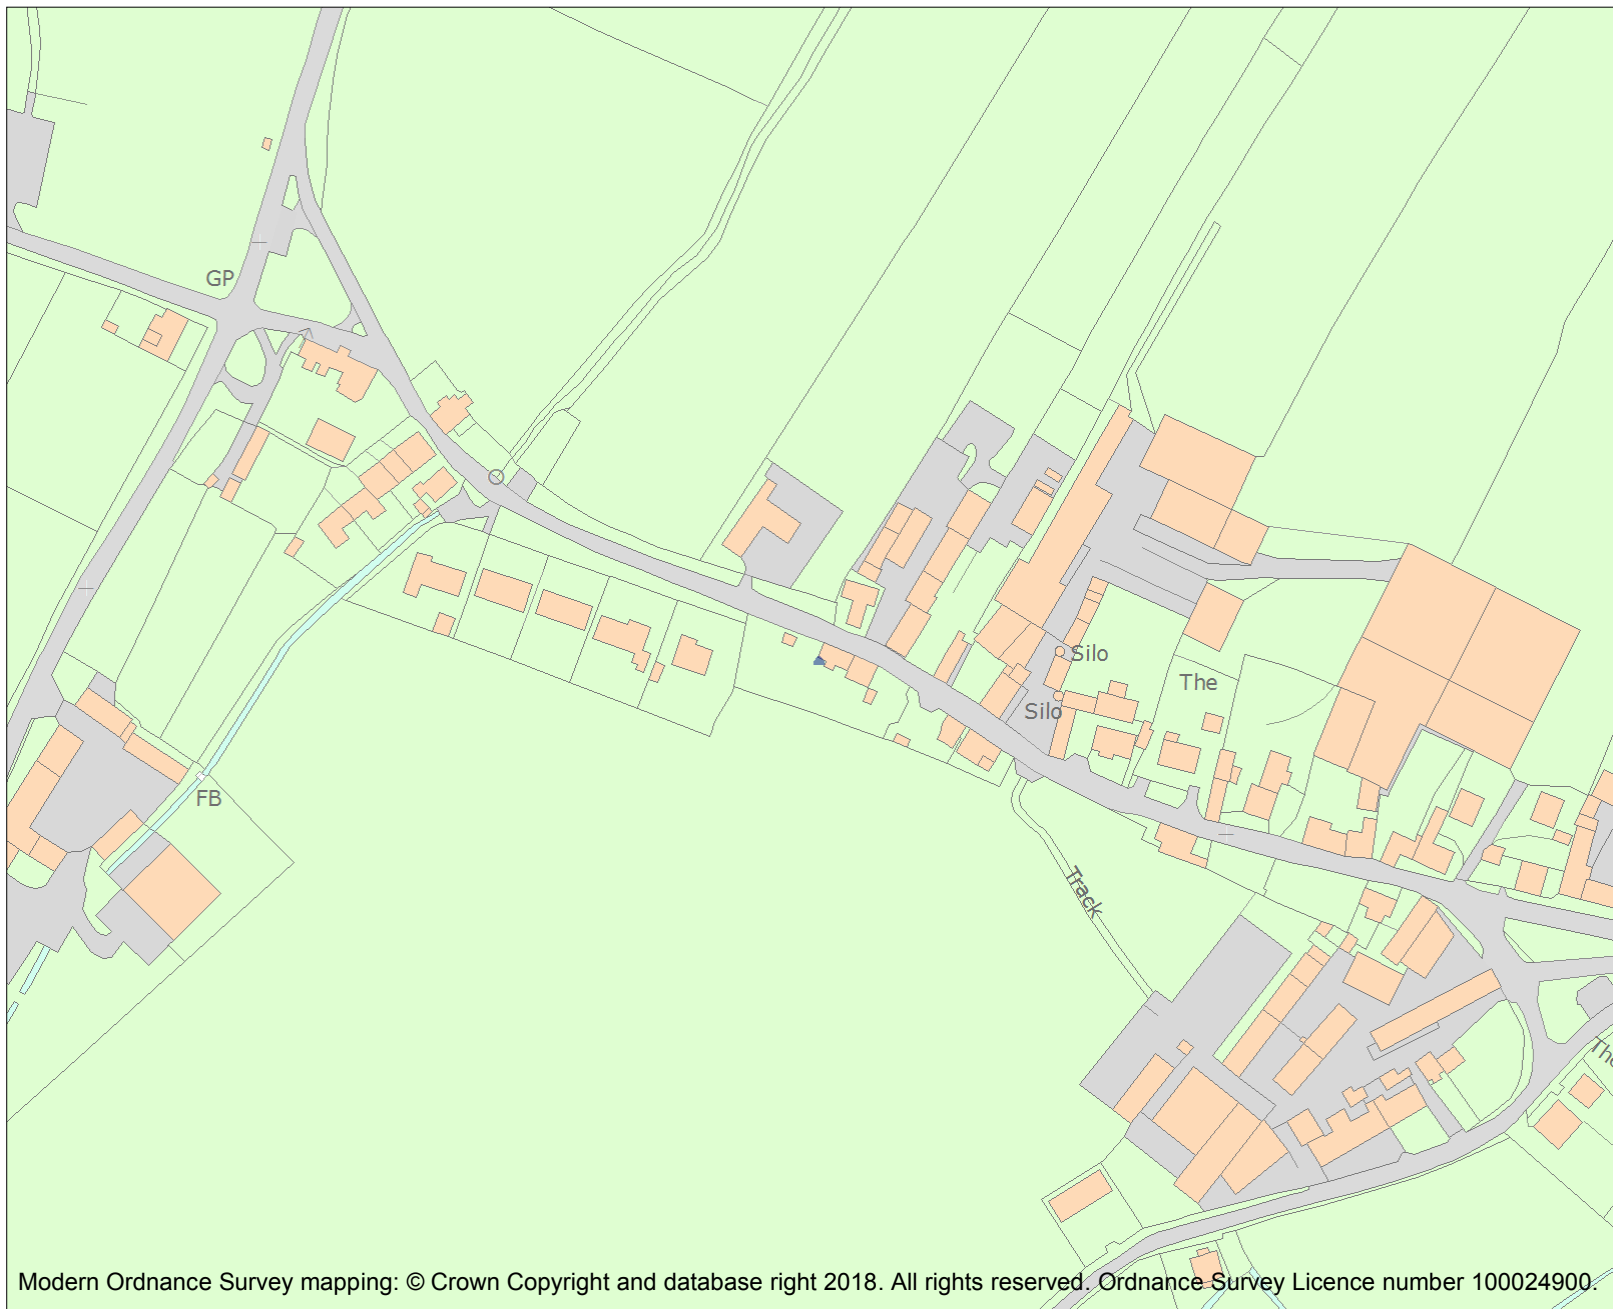 GP
Silo
The
Silo
FB
Track
The
Modern Ordnance Survey mapping: © Crown Copyright and database right 2018. All rights reserved. Ordnance Survey Licence number 100024900.